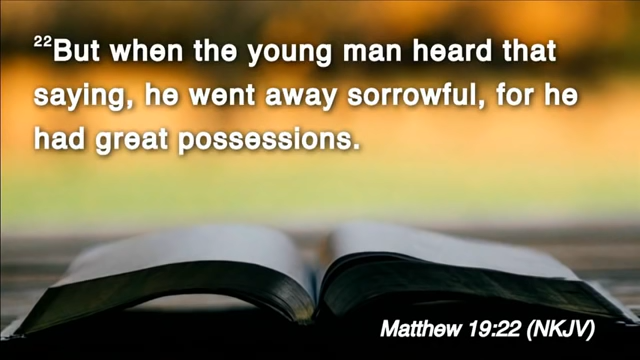 ²²But when the young man heard that
saying, he went away sorrowful, for he
had great possessions.
Matthew 19:22 (NKJV)